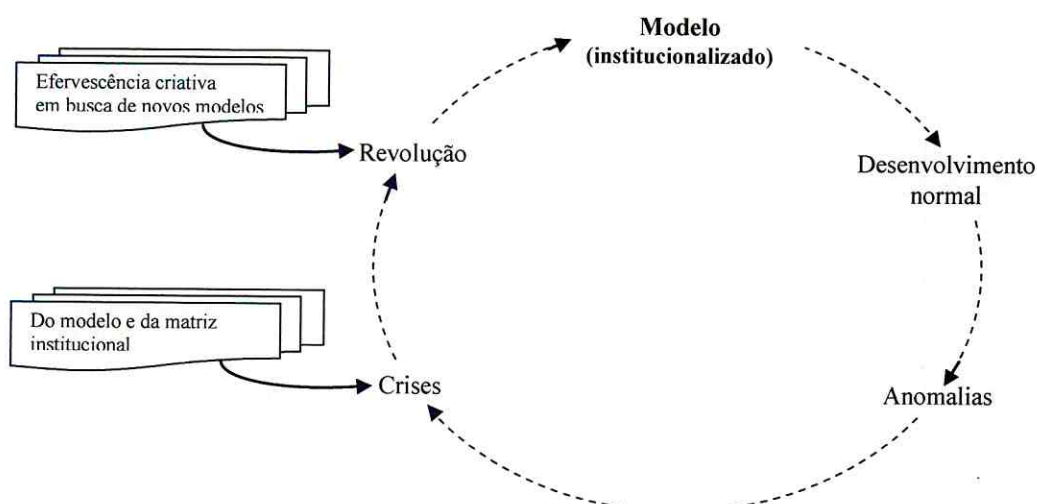 Modelo
(institucionalizado)
Efervescência criativa
em busca de novos modelos
Revolução
Desenvolvimento
normal
Do modelo e da matriz
institucional
Crises
Anomalias